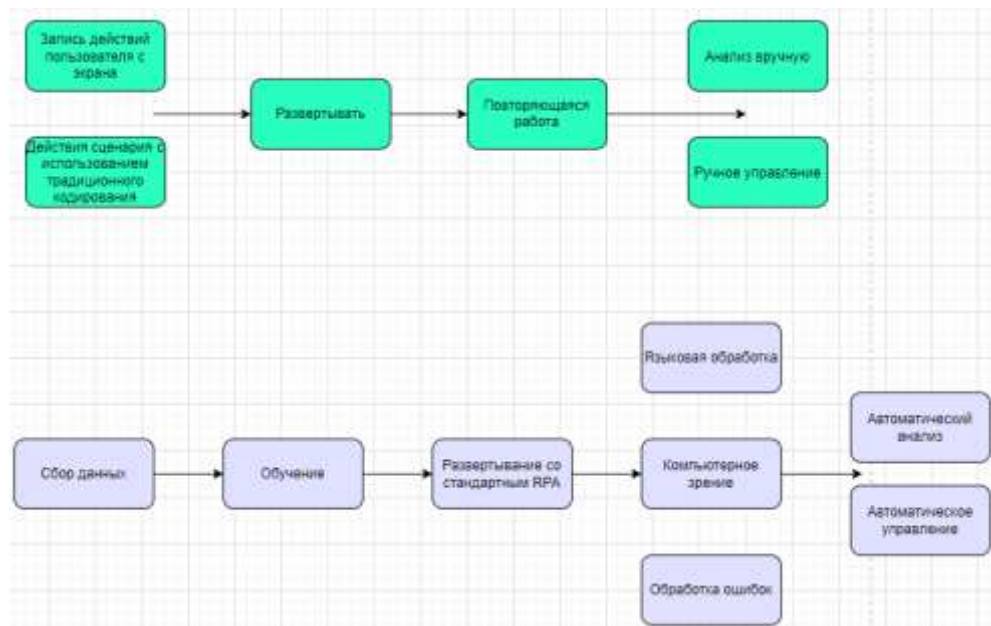 Запись действий
пользователя с
экрана
Действия сценария с
использованием
традиционного
кодирования
Развертывать
Повторяющаяся
работа
Анализ вручную
Ручное управление
Языковая обработка
Сбор данных
Обучение
Развертывание со
стандартным RPA
Компьютерное
зрение
Обработка ошибок
Автоматический
анализ
Автоматическое
управление